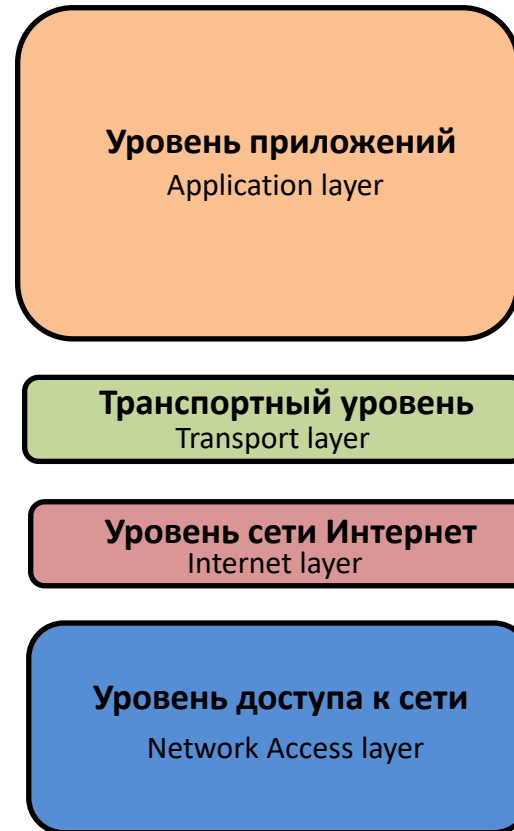 Уровень приложений
Application layer
Транспортный уровень
Transport layer
Уровень сети Интернет
Internet layer
Уровень доступа к сети
Network Access layer